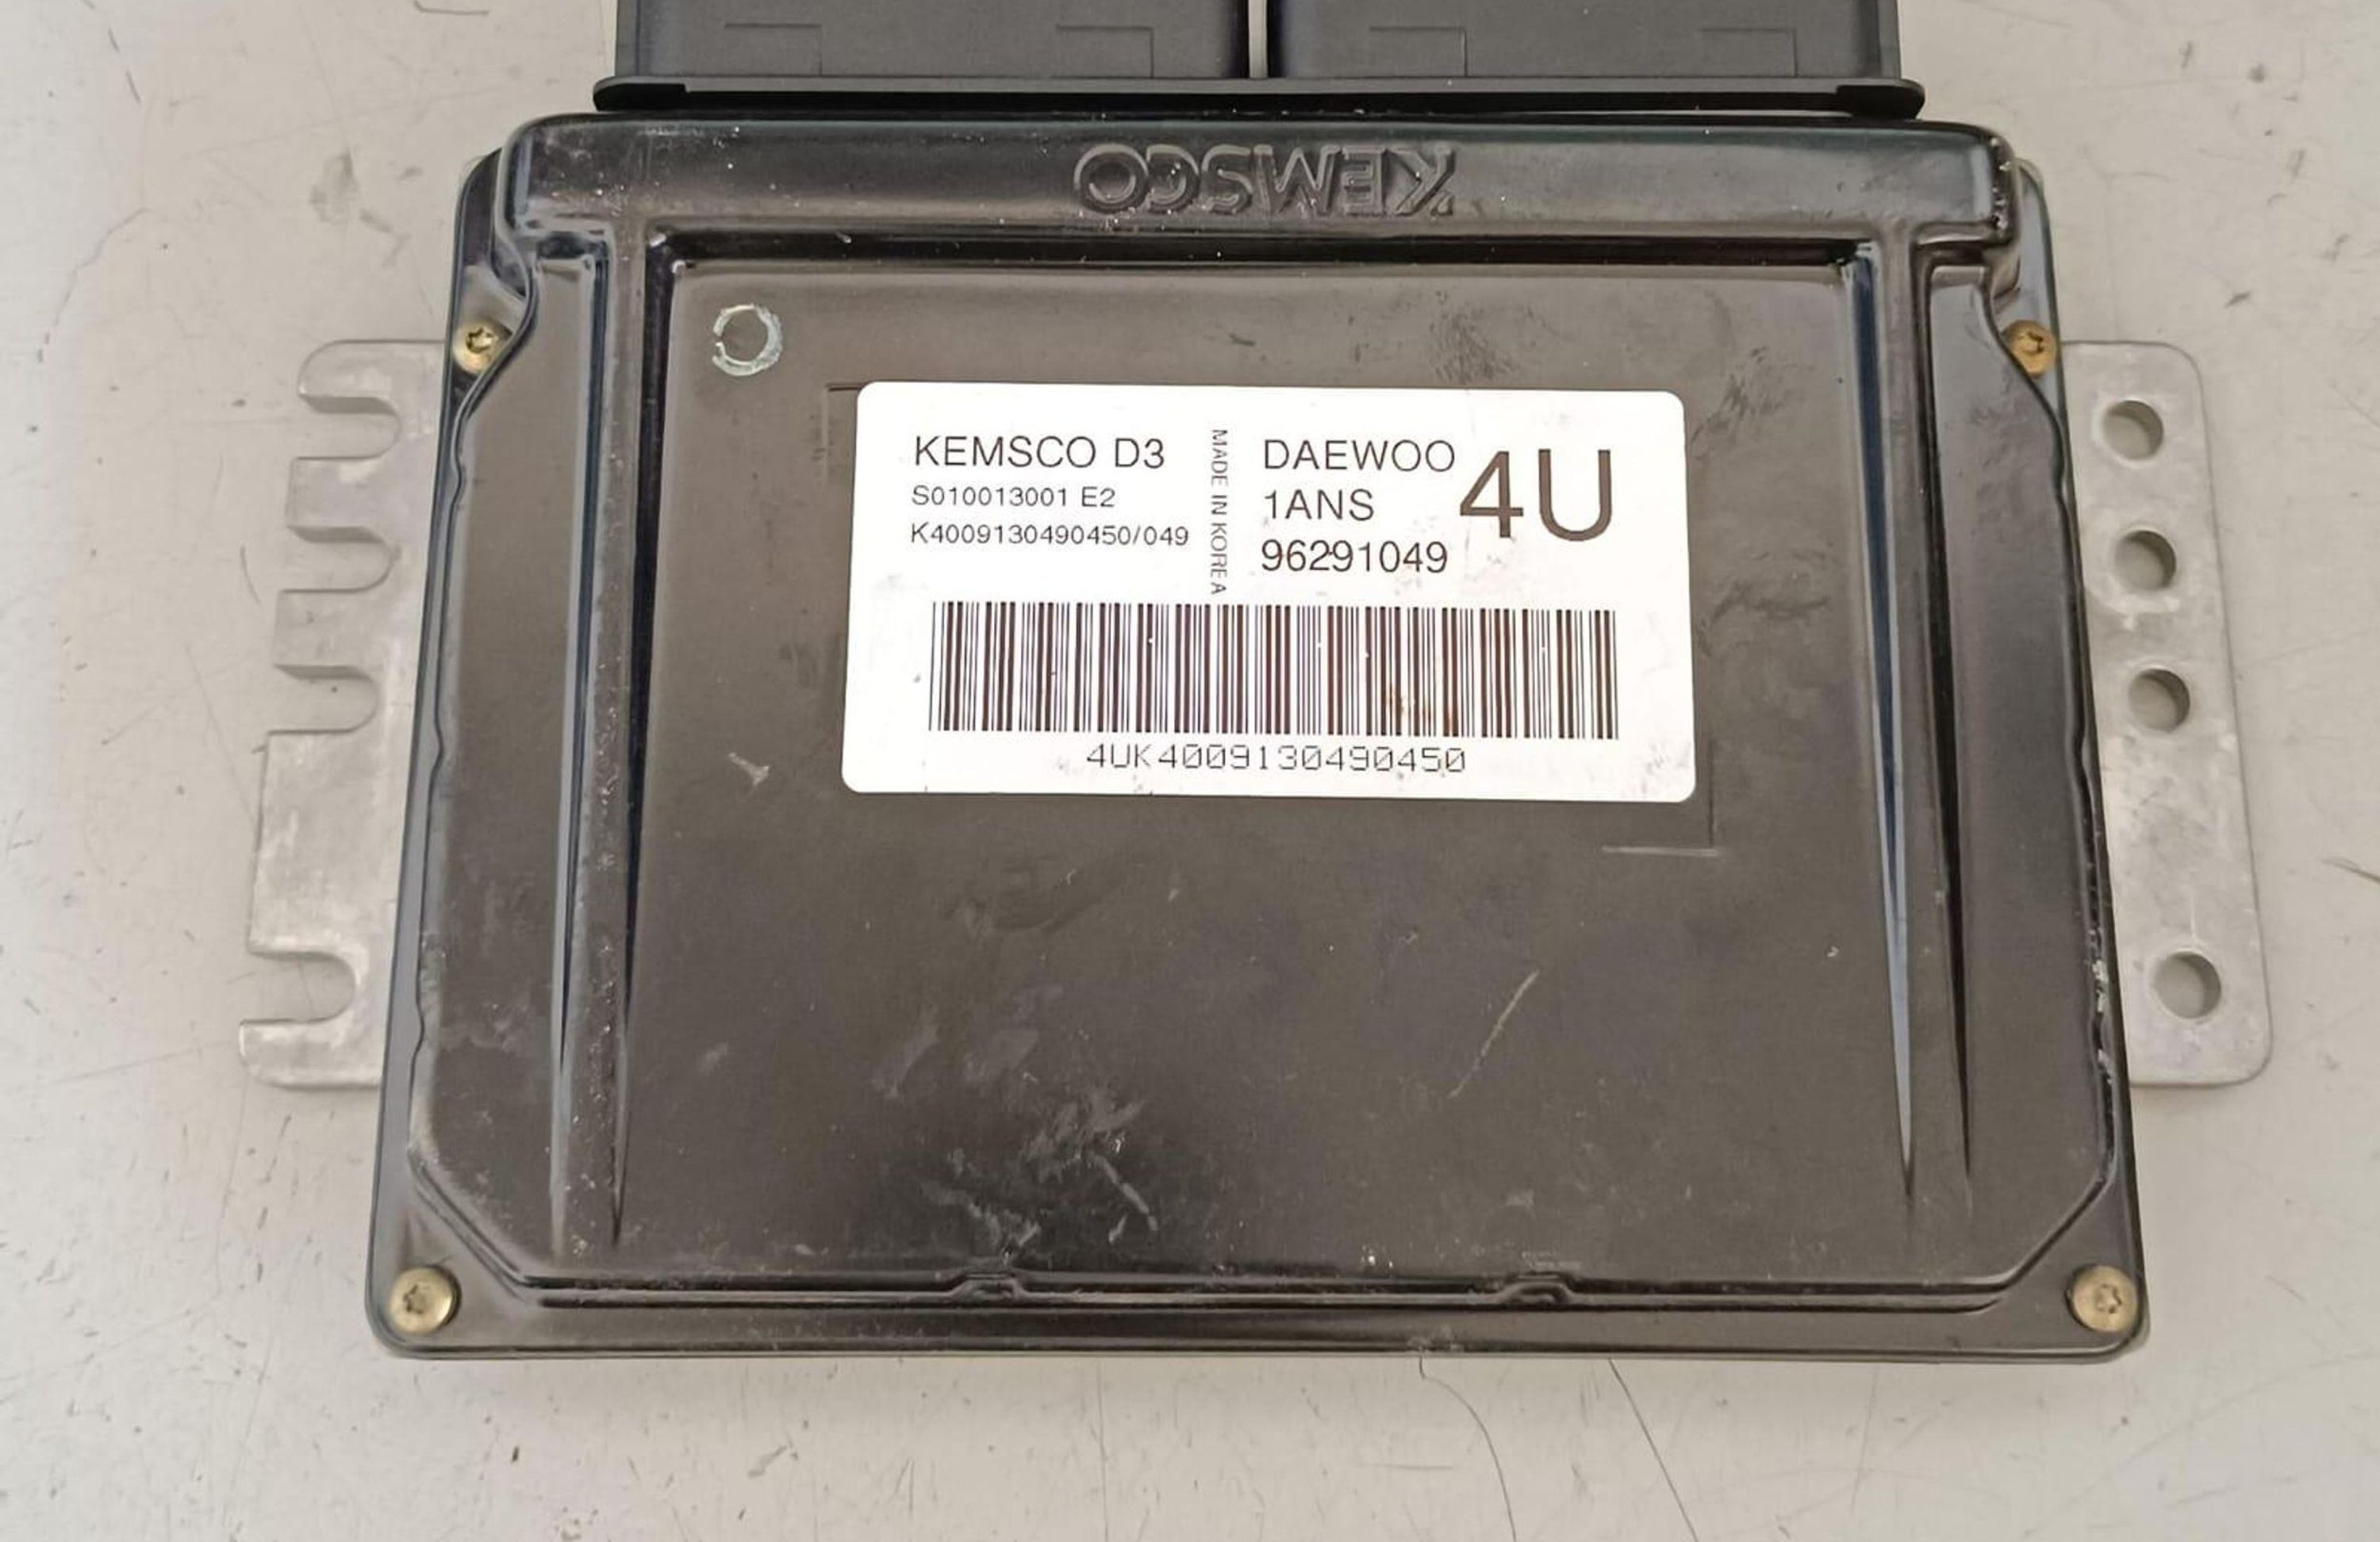 KEMSCO
KEMSCO D3
S010013001 E2
K4009130490450/049
MADE IN KOREA
DAEWOO
1ANS
96291049
4U
4UK4009130490450